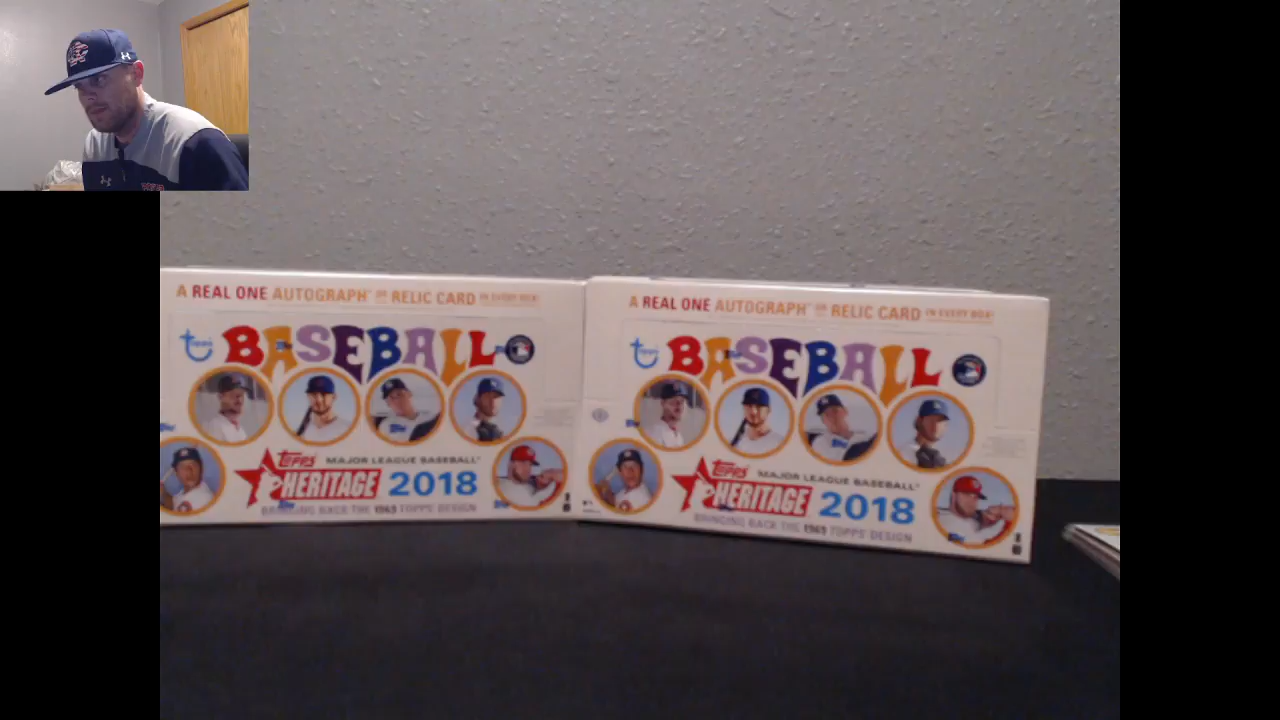 A REAL ONE AUTOGRAPH OR RELIC CARD IN EVERY BOX!
topps
BASEBALL
TOPPS
HERITAGE
MAJOR LEAGUE BASEBALL
2018
BRINGING BACK THE 1969 TOPPS DESIGN
A REAL ONE AUTOGRAPH OR RELIC CARD IN EVERY BOX!
topps
BASEBALL
TOPPS
HERITAGE
MAJOR LEAGUE BASEBALL
2018
BRINGING BACK THE 1969 TOPPS DESIGN